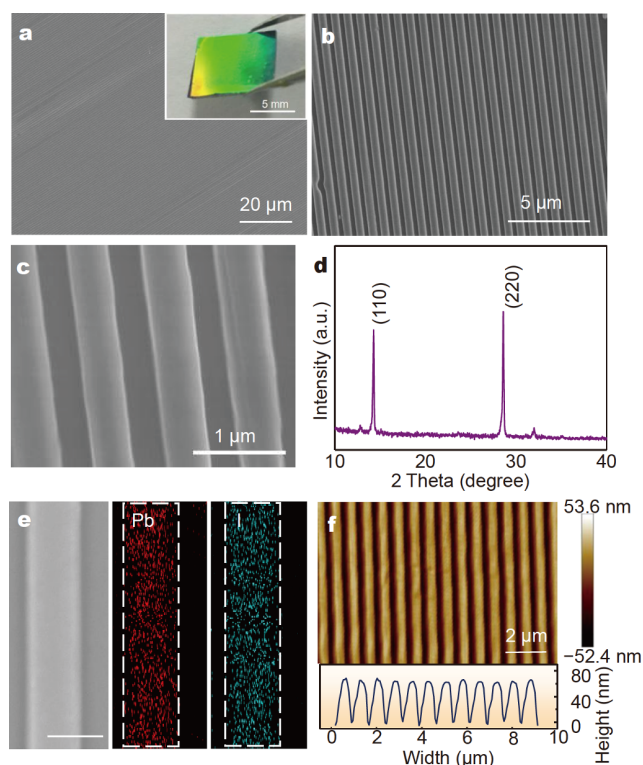 a
5 mm
20 µm
b
5 µm
c
1 µm
d
Intensity (a.u.)
(110)
(220)
10 20 30 40
2 Theta (degree)
e
Pb
I
f
53.6 nm
−52.4 nm
2 µm
80
40
0
Height (nm)
0 2 4 6 8 10
Width (µm)